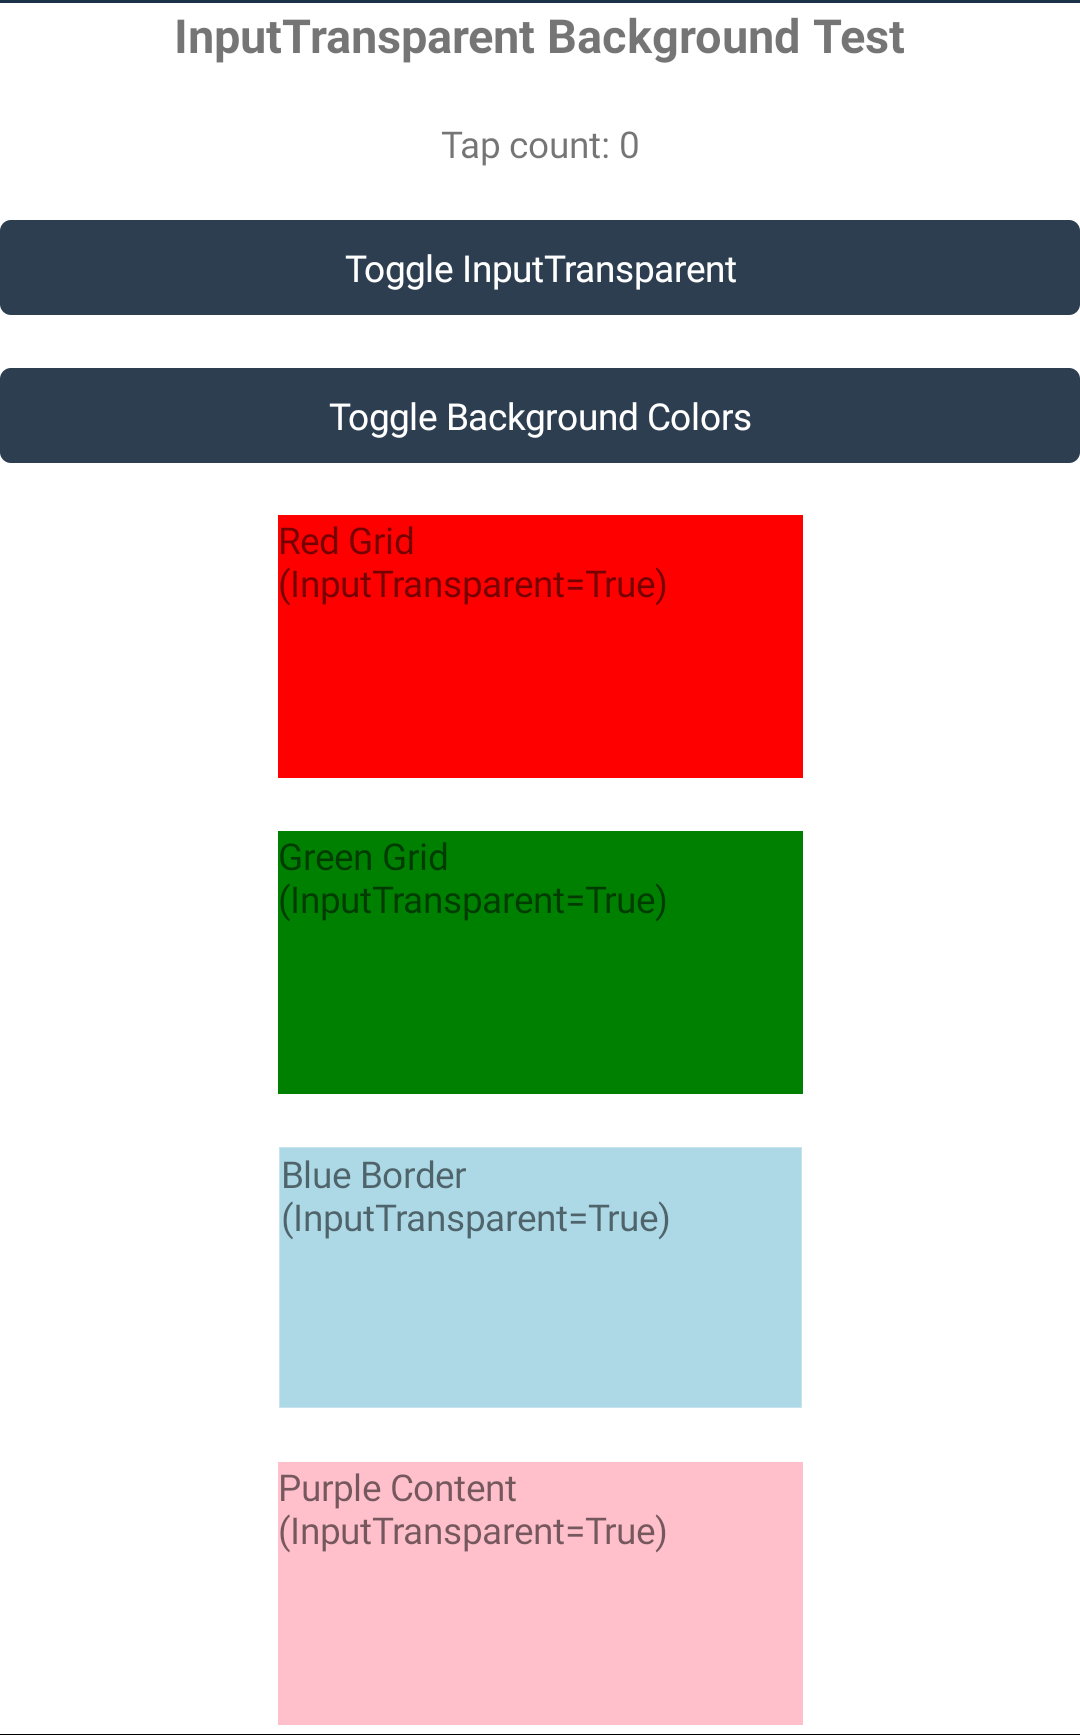 InputTransparent Background Test
Tap count: 0
Toggle InputTransparent
Toggle Background Colors
Red Grid
(InputTransparent=True)
Green Grid
(InputTransparent=True)
Blue Border
(InputTransparent=True)
Purple Content
(InputTransparent=True)